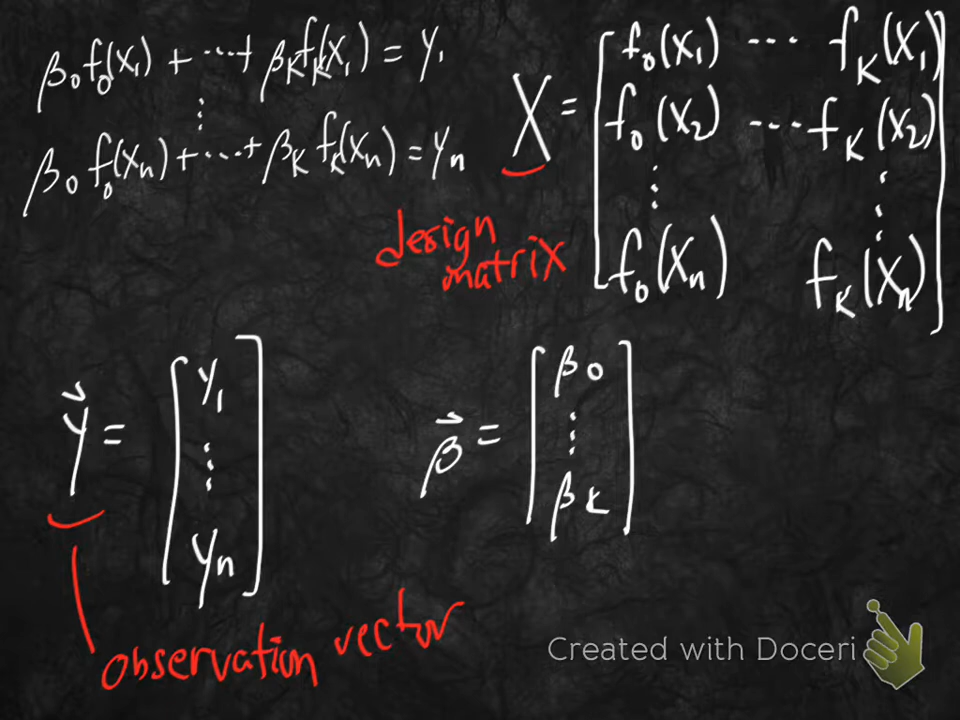 β₀f₀(x₁) + ⋯ + βₖfₖ(x₁) = y₁
⋮
β₀f₀(xₙ) + ⋯ + βₖfₖ(xₙ) = yₙ
X = [f₀(x₁) ⋯ fₖ(x₁)
f₀(x₂) ⋯ fₖ(x₂)
⋮ ⋮
f₀(xₙ) fₖ(xₙ)]
design
matrix
y⃗ = [y₁
⋮
yₙ]
observation vector
β⃗ = [β₀
⋮
βₖ]
Created with Doceri